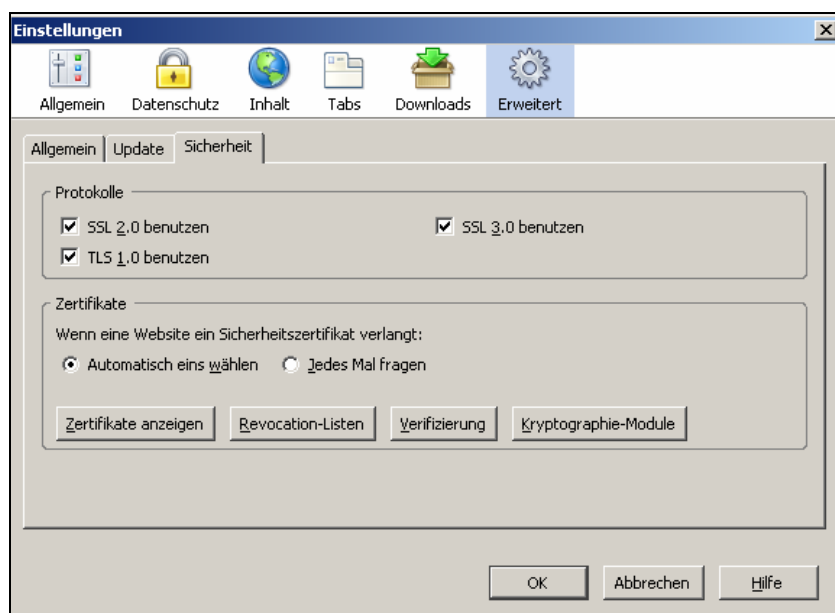 Einstellungen
Allgemein Datenschutz Inhalt Tabs Downloads Erweitert
Allgemein Update Sicherheit
Protokolle
SSL 2.0 benutzen SSL 3.0 benutzen
TLS 1.0 benutzen
Zertifikate
Wenn eine Website ein Sicherheitszertifikat verlangt:
Automatisch eins wählen Jedes Mal fragen
Zertifikate anzeigen Revocation-Listen Verifizierung Kryptographie-Module
OK Abbrechen Hilfe